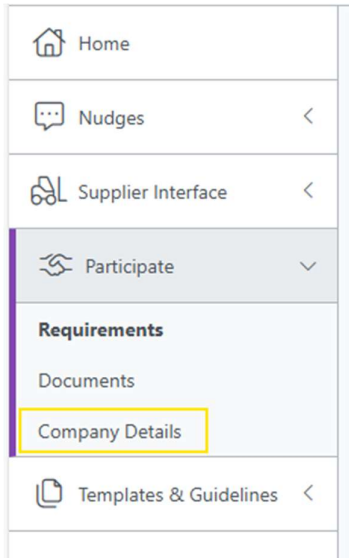 Home
Nudges
Supplier Interface
Participate
Requirements
Documents
Company Details
Templates & Guidelines